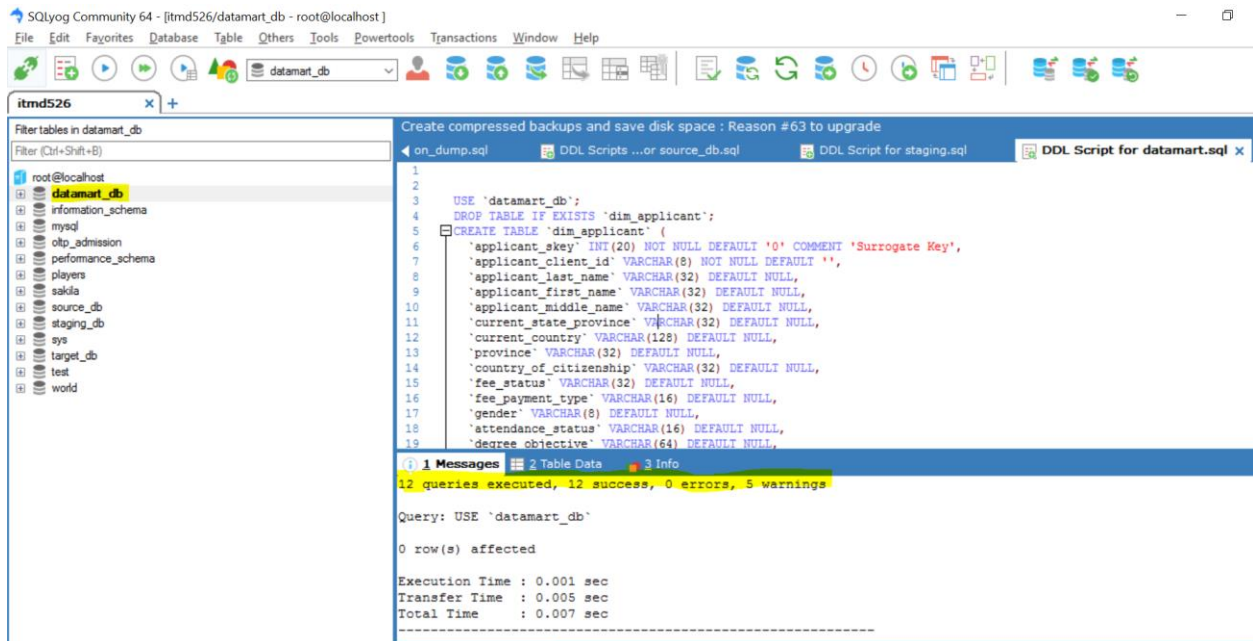 SQLyog Community 64 - [itmd526/datamart_db - root@localhost ]
File Edit Favorites Database Table Others Tools Powertools Transactions Window Help
datamart_db
itmd526 x +
Filter tables in datamart_db
Filter (Ctrl+Shift+B)
root@localhost
datamart_db
information_schema
mysql
oltp_admission
performance_schema
players
sakila
source_db
staging_db
sys
target_db
test
world
Create compressed backups and save disk space : Reason #63 to upgrade
on_dump.sql DDL Scripts ...or source_db.sql DDL Script for staging.sql DDL Script for datamart.sql x
1
2
3 USE `datamart_db`;
4 DROP TABLE IF EXISTS `dim_applicant`;
5 CREATE TABLE `dim_applicant` (
6 `applicant_skey` INT(20) NOT NULL DEFAULT '0' COMMENT 'Surrogate Key',
7 `applicant_client_id` VARCHAR(8) NOT NULL DEFAULT '',
8 `applicant_last_name` VARCHAR(32) DEFAULT NULL,
9 `applicant_first_name` VARCHAR(32) DEFAULT NULL,
10 `applicant_middle_name` VARCHAR(32) DEFAULT NULL,
11 `current_state_province` VARCHAR(32) DEFAULT NULL,
12 `current_country` VARCHAR(128) DEFAULT NULL,
13 `province` VARCHAR(32) DEFAULT NULL,
14 `country_of_citizenship` VARCHAR(32) DEFAULT NULL,
15 `fee_status` VARCHAR(32) DEFAULT NULL,
16 `fee_payment_type` VARCHAR(16) DEFAULT NULL,
17 `gender` VARCHAR(8) DEFAULT NULL,
18 `attendance_status` VARCHAR(16) DEFAULT NULL,
19 `degree_objective` VARCHAR(64) DEFAULT NULL,
1 Messages 2 Table Data 3 Info
12 queries executed, 12 success, 0 errors, 5 warnings
Query: USE `datamart_db`
0 row(s) affected
Execution Time : 0.001 sec
Transfer Time : 0.005 sec
Total Time : 0.007 sec